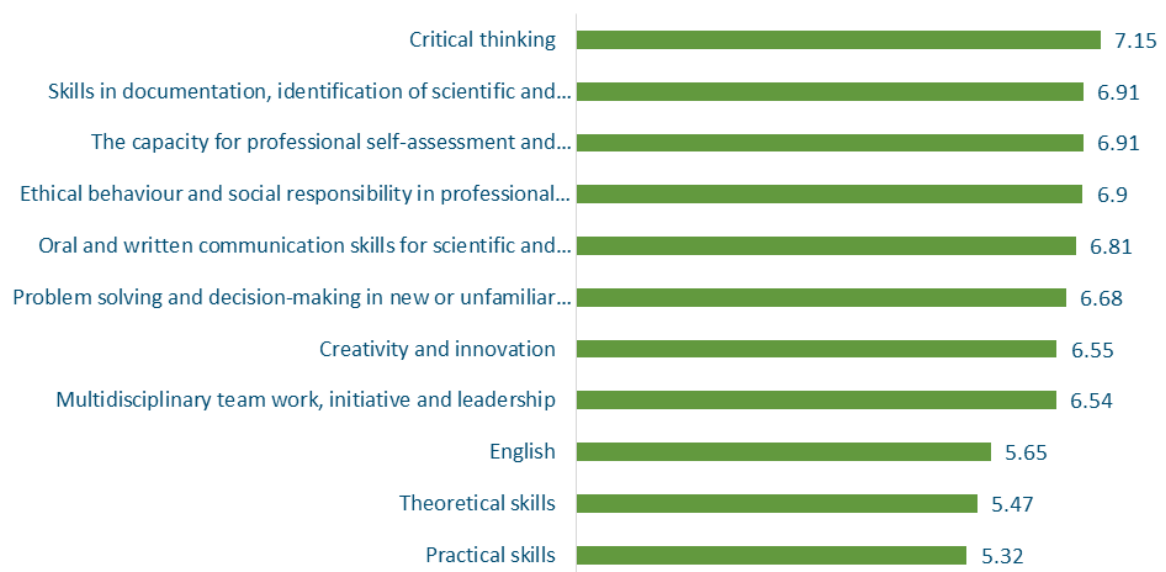 Critical thinking 7.15
Skills in documentation, identification of scientific and... 6.91
The capacity for professional self-assessment and... 6.91
Ethical behaviour and social responsibility in professional... 6.9
Oral and written communication skills for scientific and... 6.81
Problem solving and decision-making in new or unfamiliar... 6.68
Creativity and innovation 6.55
Multidisciplinary team work, initiative and leadership 6.54
English 5.65
Theoretical skills 5.47
Practical skills 5.32